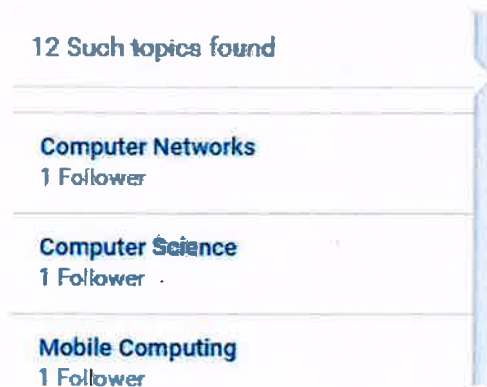 12 Such topics found
Computer Networks
1 Follower
Computer Science
1 Follower
Mobile Computing
1 Follower